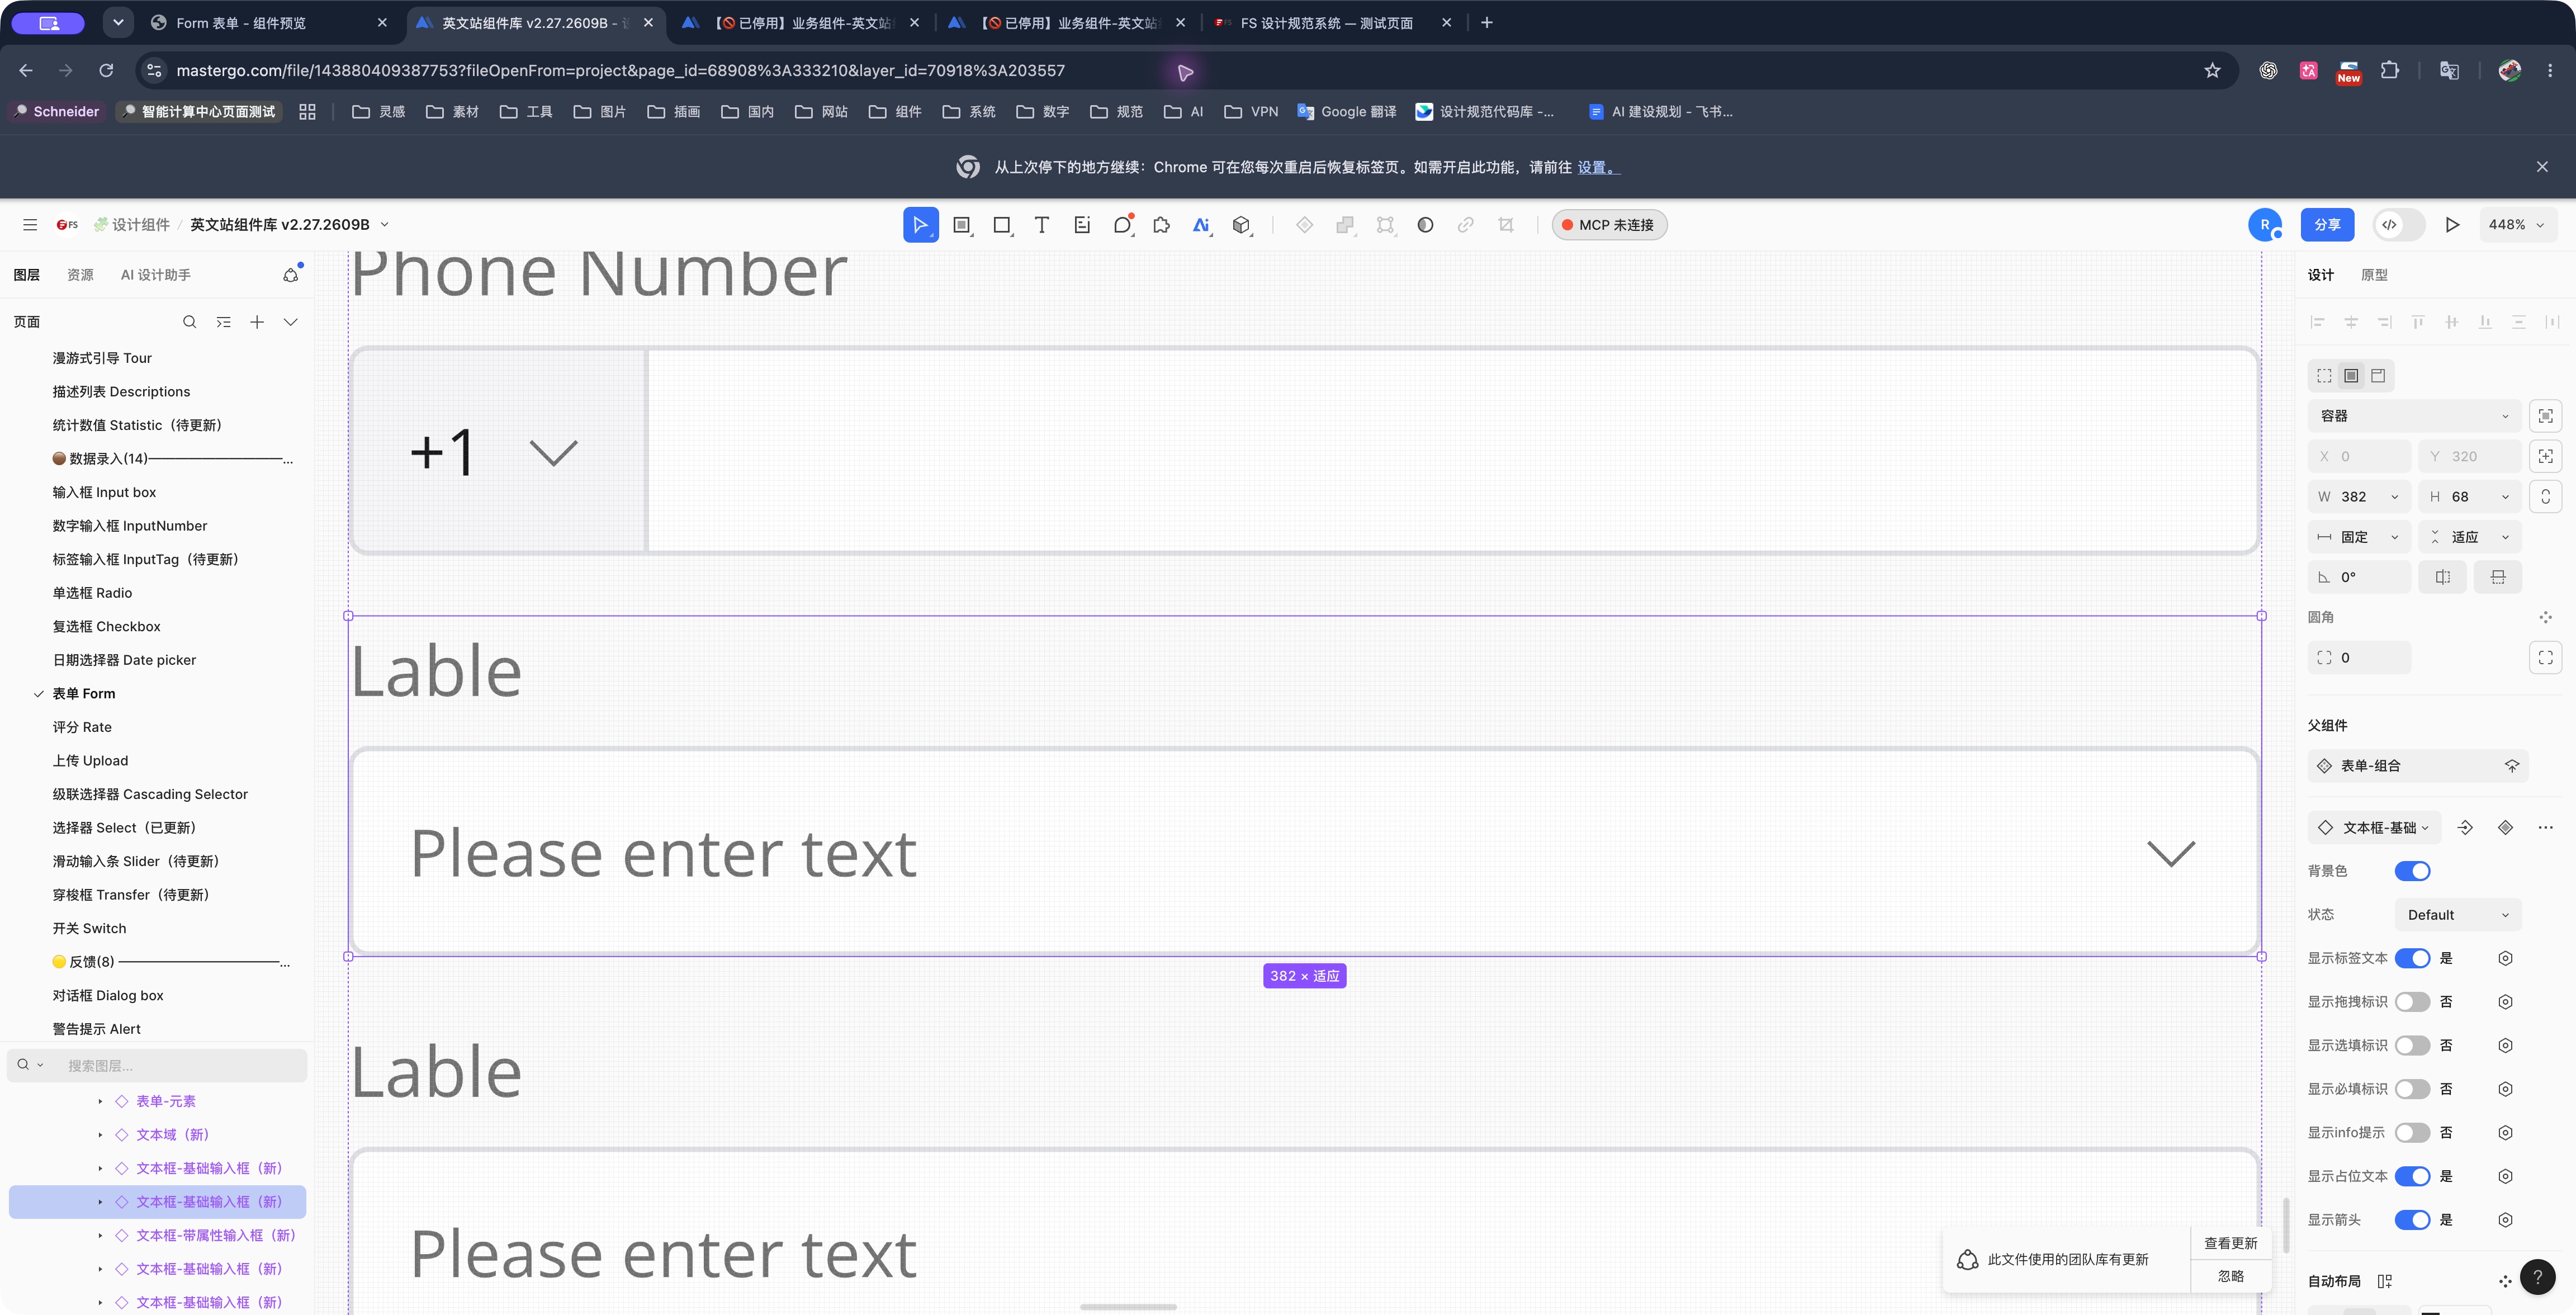 Form 表单 - 组件预览
英文站组件库 v2.27.2609B - 
【🚫 已停用】业务组件-英文站
【🚫 已停用】业务组件-英文站
FS 设计规范系统 — 测试页面
mastergo.com/file/143880409387753?fileOpenFrom=project&page_id=68908%3A333210&layer_id=70918%3A203557
New
Schneider
智能计算中心页面测试
灵感
素材
工具
图片
插画
国内
网站
组件
系统
数字
规范
AI
VPN
Google 翻译
设计规范代码库 -...
AI 建设规划 - 飞书...
从上次停下的地方继续：Chrome 可在您每次重启后恢复标签页。如需开启此功能，请前往 设置。
FS
设计组件 / 英文站组件库 v2.27.2609B
MCP 未连接
R
分享
448%
图层
资源
AI 设计助手
页面
漫游式引导 Tour
描述列表 Descriptions
统计数值 Statistic（待更新）
🟤 数据录入(14)————————————...
输入框 Input box
数字输入框 InputNumber
标签输入框 InputTag（待更新）
单选框 Radio
复选框 Checkbox
日期选择器 Date picker
表单 Form
评分 Rate
上传 Upload
级联选择器 Cascading Selector
选择器 Select（已更新）
滑动输入条 Slider（待更新）
穿梭框 Transfer（待更新）
开关 Switch
🟡 反馈(8) ——————————————...
对话框 Dialog box
警告提示 Alert
搜索图层...
表单-元素
文本域（新）
文本框-基础输入框（新）
文本框-基础输入框（新）
文本框-带属性输入框（新）
文本框-基础输入框（新）
文本框-基础输入框（新）
Phone Number
+1
Lable
Please enter text
382 × 适应
Lable
Please enter text
此文件使用的团队库有更新
查看更新
忽略
设计
原型
容器
X 0
Y 320
W 382
H 68
固定
适应
0°
圆角
0
父组件
表单-组合
文本框-基础
背景色
状态
Default
显示标签文本
是
显示拖拽标识
否
显示选填标识
否
显示必填标识
否
显示info提示
否
显示占位文本
是
显示箭头
是
自动布局
?